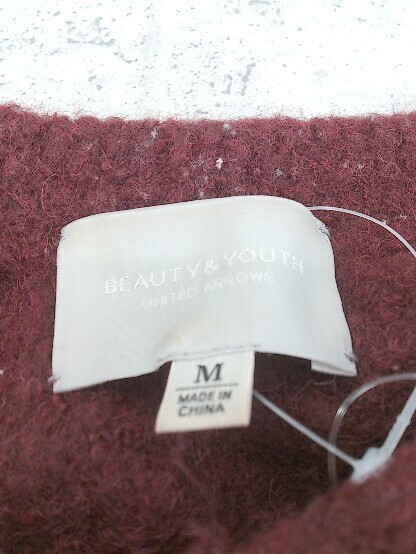 BEAUTY&YOUTH
UNITED ARROWS
M
MADE IN
CHINA